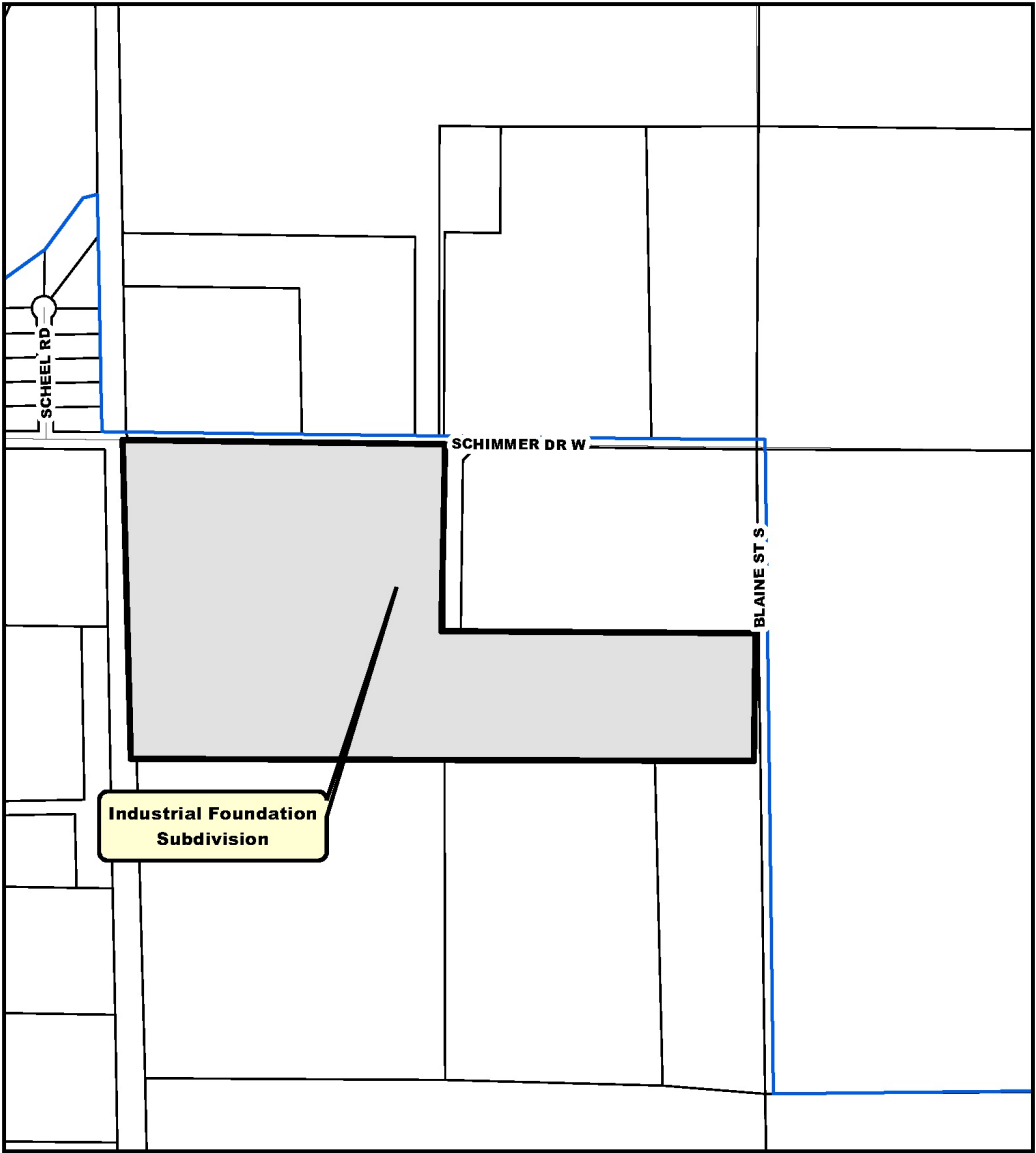 SCHEEL RD
SCHIMMER DR W
BLAINE ST S
Industrial Foundation
Subdivision